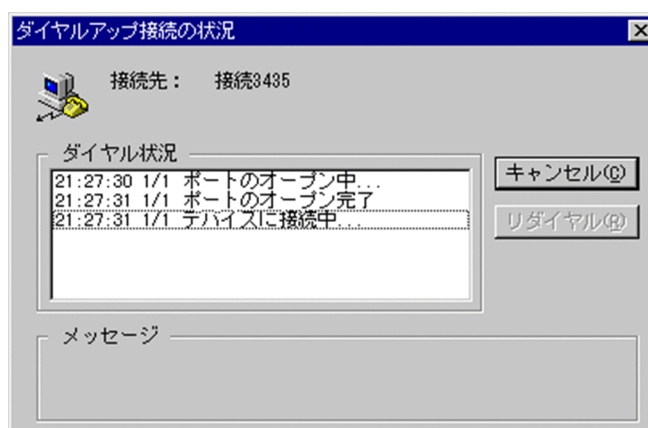 ダイヤルアップ接続の状況
接続先： 接続3435
ダイヤル状況
21:27:30 1/1 ポートのオープン中...
21:27:31 1/1 ポートのオープン完了
21:27:31 1/1 デバイスに接続中...
キャンセル(C)
リダイヤル(R)
メッセージ